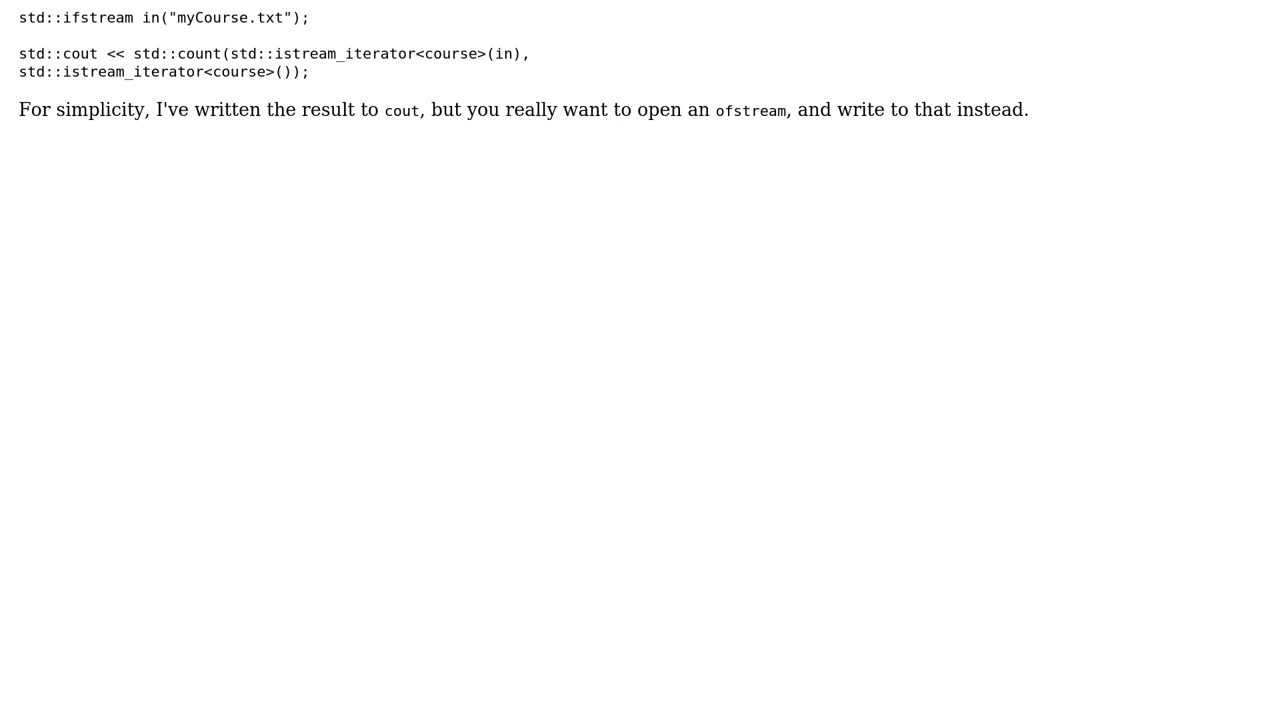 std::ifstream in("myCourse.txt");
std::cout << std::count(std::istream_iterator<course>(in),
std::istream_iterator<course>());
For simplicity, I've written the result to cout, but you really want to open an ofstream, and write to that instead.